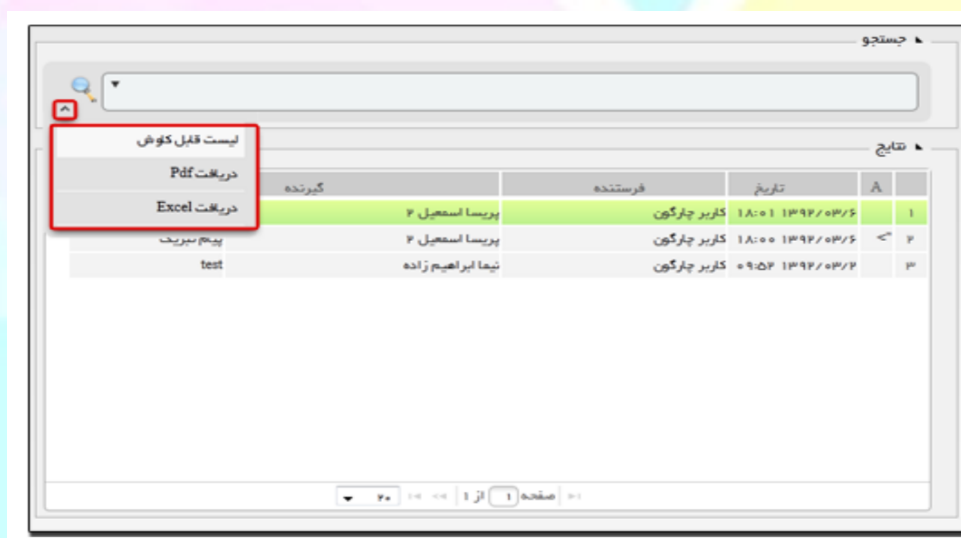 جستجو
لیست قابل کاوش
دریافت Pdf
دریافت Excel
نتایج
A تاریخ فرستنده گیرنده
۱ ۱۳۹۲/۰۳/۶ ۱۸:۰۱ کاربر چارگون پریسا اسمعیل ۲
۲ ۱۳۹۲/۰۳/۶ ۱۸:۰۰ کاربر چارگون پریسا اسمعیل ۲ پیام تبریک
۳ ۱۳۹۲/۰۳/۲ ۰۹:۵۲ کاربر چارگون نیما ابراهیم زاده test
صفحه ۱ از ۱ ۲۰